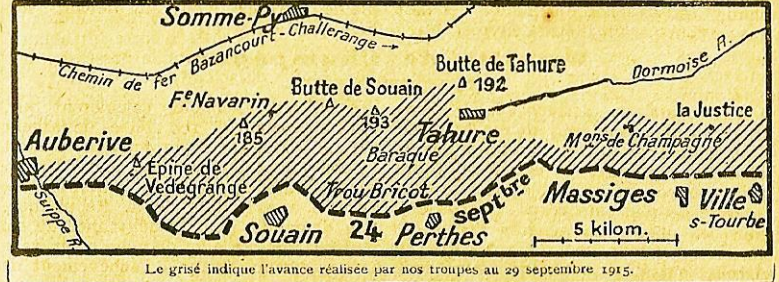 Somme-Py
Chemin de fer Bazancourt-Challerange →
Dormoise R.
Butte de Tahure
192
Butte de Souain
193
Fe Navarin
185
la Justice
Mons de Champagne
Auberive
Tahure
Baraque
Epine de
Vedegrange
Trou Bricot
Suippe R.
24 septbre
Souain
Perthes
Massiges
Ville
s-Tourbe
5 kilom.
Le grisé indique l'avance réalisée par nos troupes au 29 septembre 1915.